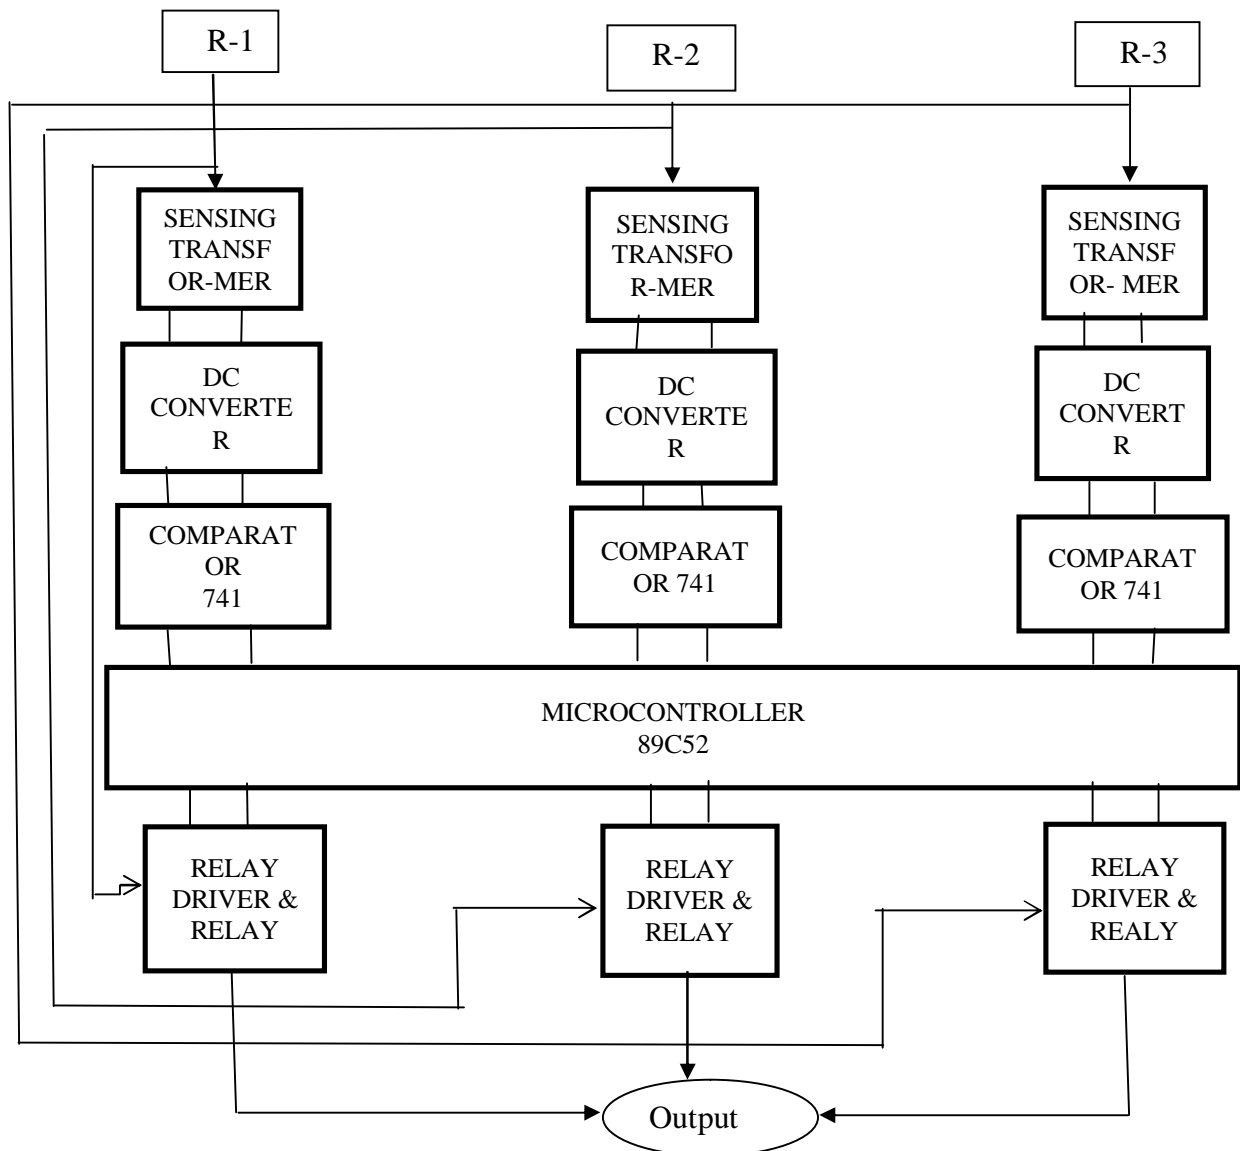 R-1
R-2
R-3
SENSING
TRANSF
OR-MER
SENSING
TRANSFO
R-MER
SENSING
TRANSF
OR- MER
DC
CONVERTE
R
DC
CONVERTE
R
DC
CONVERT
R
COMPARAT
OR
741
COMPARAT
OR 741
COMPARAT
OR 741
MICROCONTROLLER
89C52
RELAY
DRIVER &
RELAY
RELAY
DRIVER &
RELAY
RELAY
DRIVER &
REALY
Output